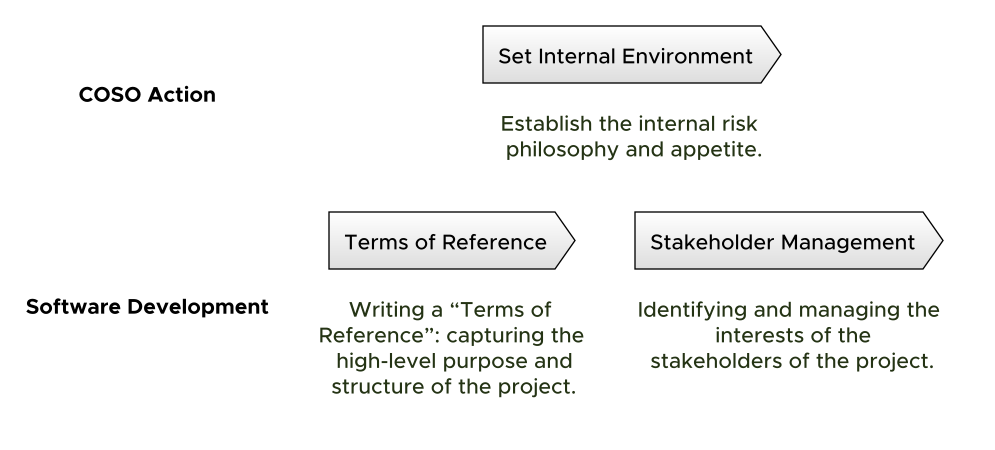 Set Internal Environment
COSO Action
Establish the internal risk
philosophy and appetite.
Terms of Reference
Stakeholder Management
Software Development
Writing a “Terms of
Reference”: capturing the
high-level purpose and
structure of the project.
Identifying and managing the
interests of the
stakeholders of the project.